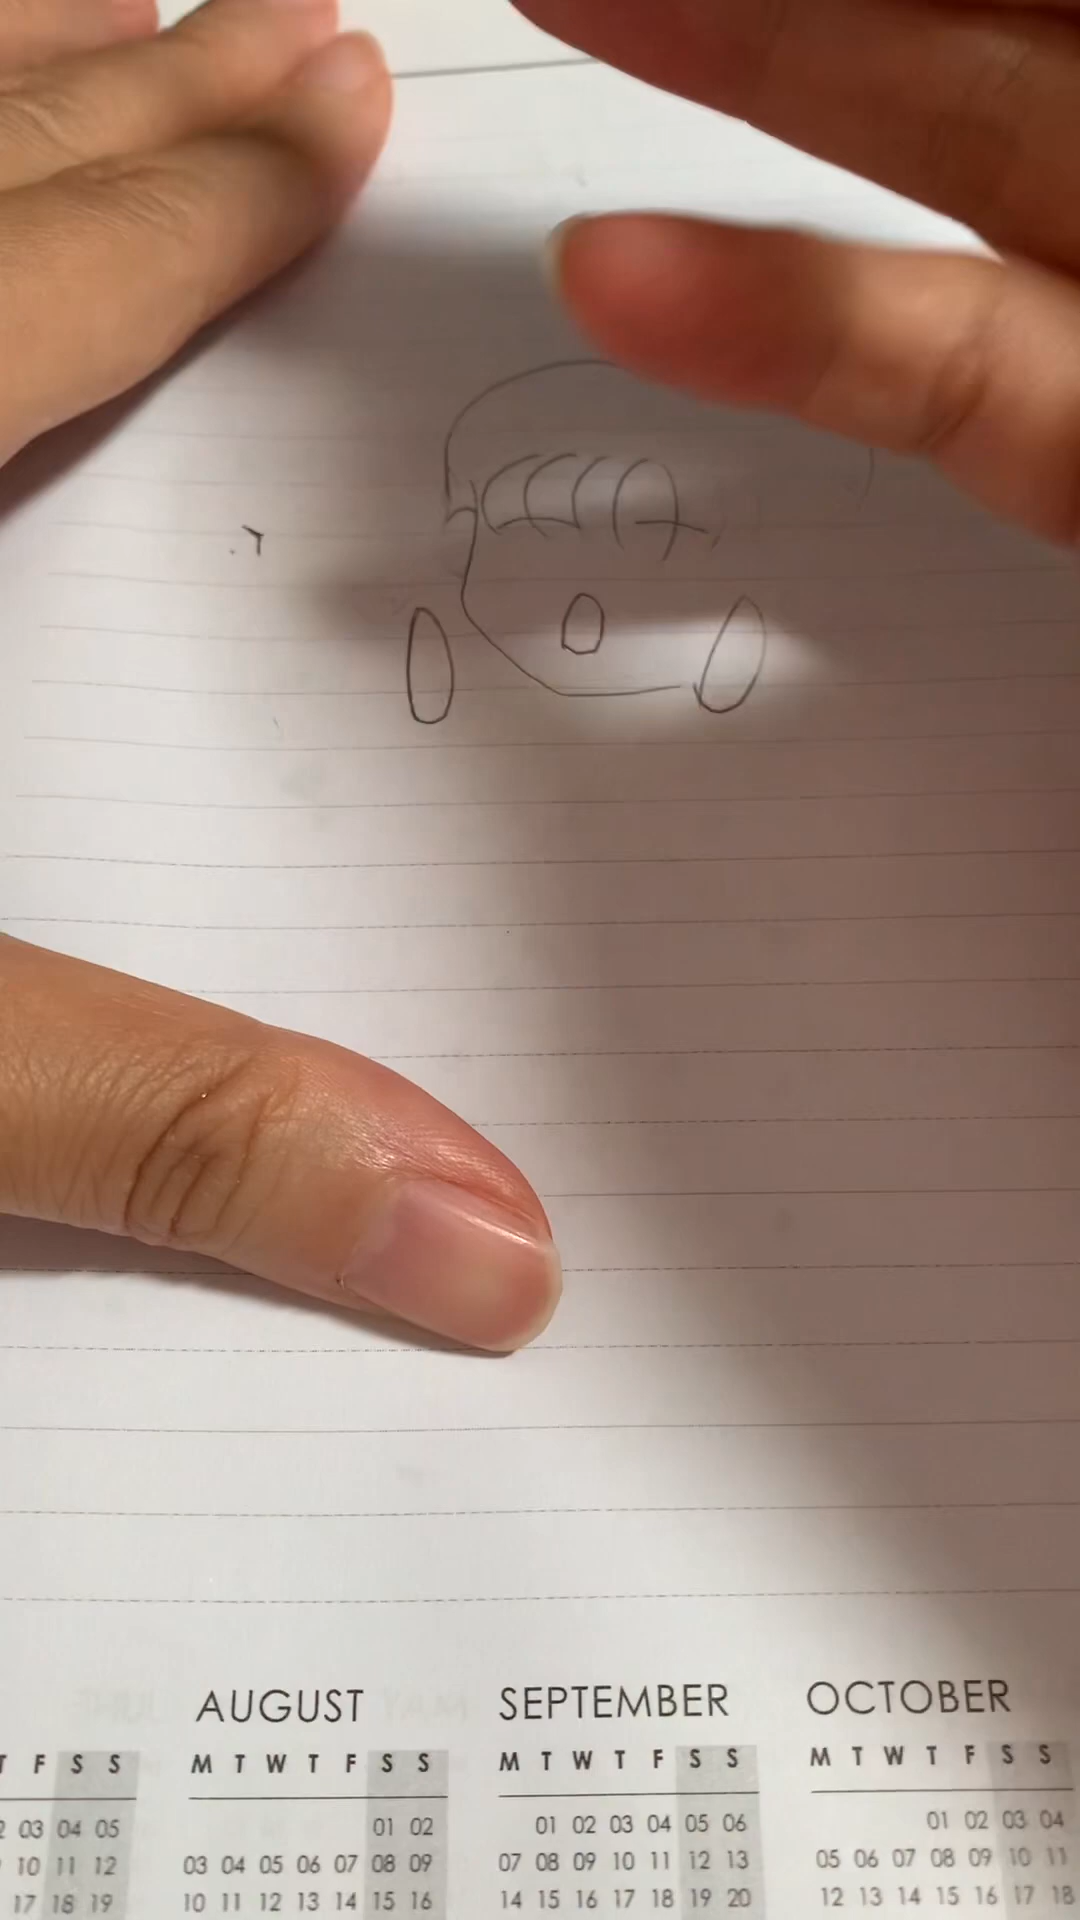 AUGUST SEPTEMBER OCTOBER
T F S S M T W T F S S M T W T F S S M T W T F S S
03 04 05 01 02 01 02 03 04 05 06 01 02 03 04
10 11 12 03 04 05 06 07 08 09 07 08 09 10 11 12 13 05 06 07 08 09 10 11
17 18 19 10 11 12 13 14 15 16 14 15 16 17 18 19 20 12 13 14 15 16 17 18